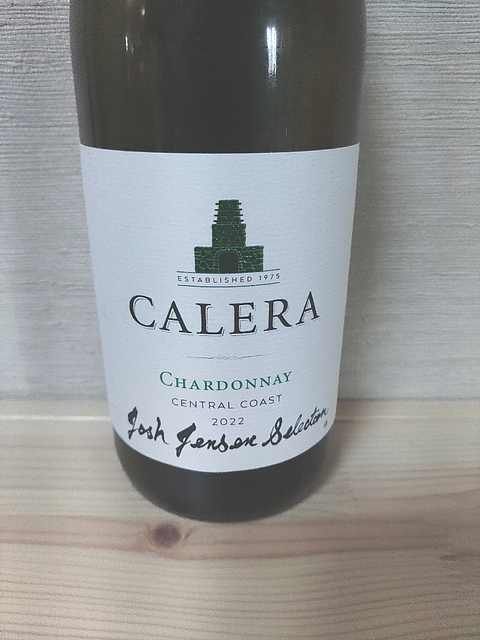 ESTABLISHED 1975
CALERA
CHARDONNAY
CENTRAL COAST
2022
Josh Jensen Selection